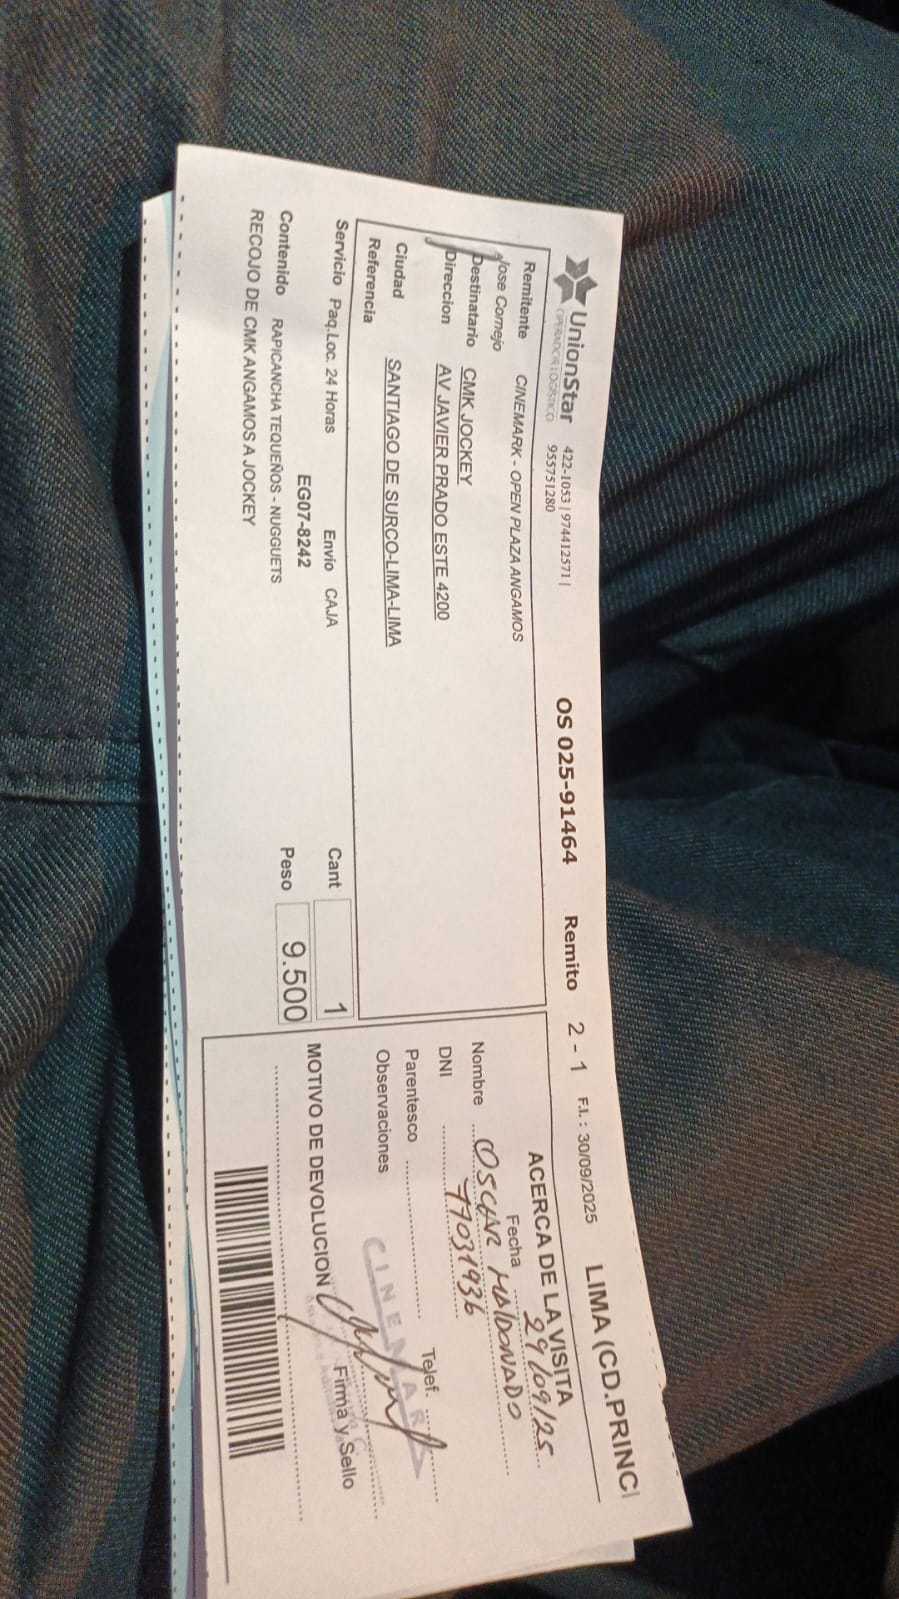 UnionStar
OPERADOR LOGISTICO
422-1053 | 974412571 |
955751280
OS 025-91464 Remito 2 - 1 F.I.: 30/09/2025 LIMA (CD.PRINC
Remitente CINEMARK - OPEN PLAZA ANGAMOS
Jose Cornejo
Destinatario CMK JOCKEY
Direccion AV JAVIER PRADO ESTE 4200
Ciudad SANTIAGO DE SURCO-LIMA-LIMA
Referencia
Servicio Paq.Loc. 24 Horas Envio CAJA Cant 1
EG07-8242 Peso 9.500
Contenido RAPICANCHA TEQUEÑOS - NUGGUETS
RECOJO DE CMK ANGAMOS A JOCKEY
ACERCA DE LA VISITA
Fecha 29/09/25
Nombre OSCAR MALDONADO
DNI 77031936
Parentesco Telef.
Observaciones
CINEMARK
Firma y Sello
MOTIVO DE DEVOLUCION